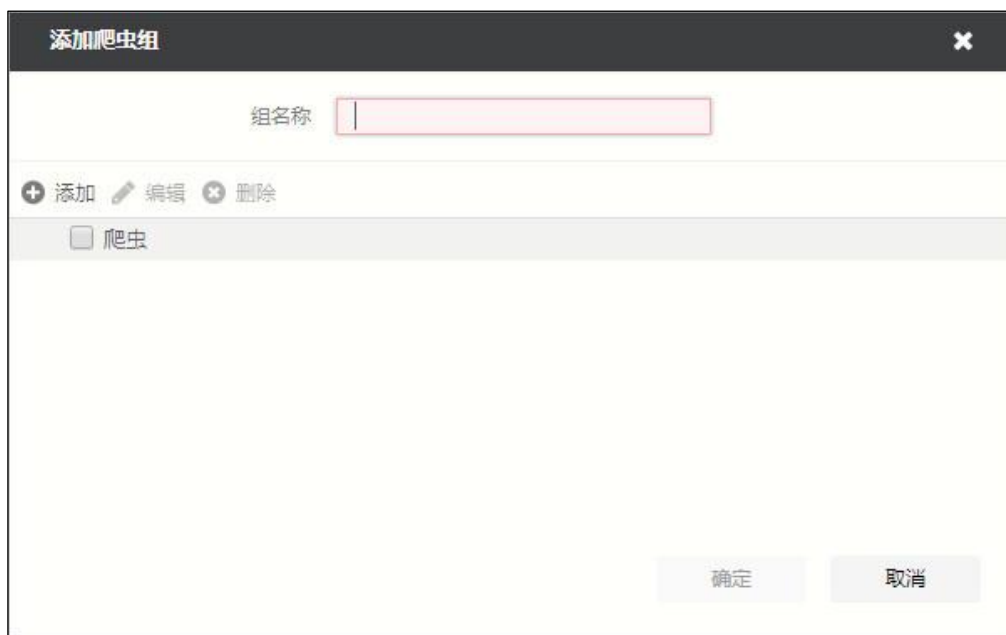 添加爬虫组
组名称
添加 编辑 删除
爬虫
确定 取消